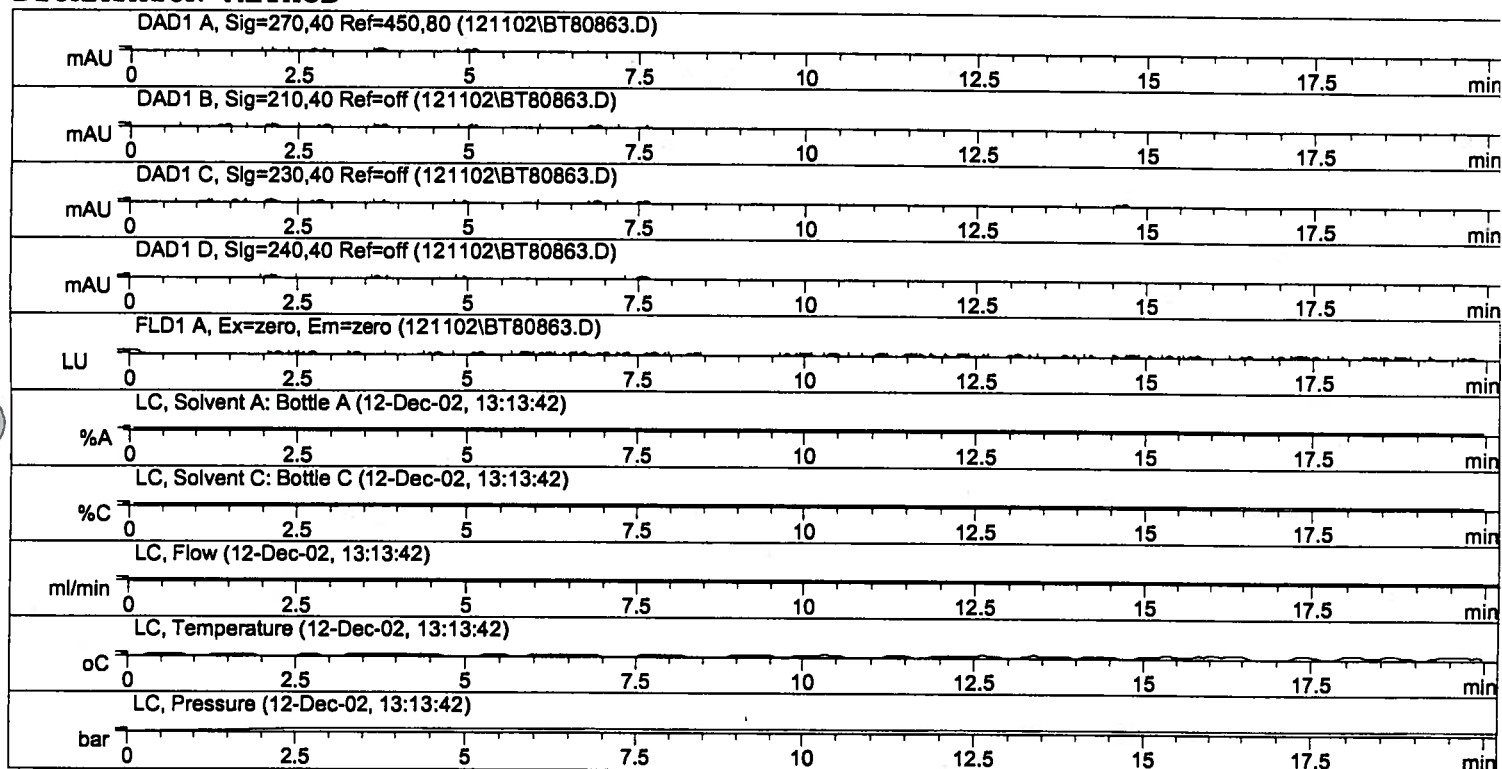 DAD1 A, Sig=270,40 Ref=450,80 (121102\BT80863.D)
mAU
0 2.5 5 7.5 10 12.5 15 17.5 min
DAD1 B, Sig=210,40 Ref=off (121102\BT80863.D)
mAU
0 2.5 5 7.5 10 12.5 15 17.5 min
DAD1 C, Sig=230,40 Ref=off (121102\BT80863.D)
mAU
0 2.5 5 7.5 10 12.5 15 17.5 min
DAD1 D, Sig=240,40 Ref=off (121102\BT80863.D)
mAU
0 2.5 5 7.5 10 12.5 15 17.5 min
FLD1 A, Ex=zero, Em=zero (121102\BT80863.D)
LU
0 2.5 5 7.5 10 12.5 15 17.5 min
LC, Solvent A: Bottle A (12-Dec-02, 13:13:42)
%A
0 2.5 5 7.5 10 12.5 15 17.5 min
LC, Solvent C: Bottle C (12-Dec-02, 13:13:42)
%C
0 2.5 5 7.5 10 12.5 15 17.5 min
LC, Flow (12-Dec-02, 13:13:42)
ml/min
0 2.5 5 7.5 10 12.5 15 17.5 min
LC, Temperature (12-Dec-02, 13:13:42)
oC
0 2.5 5 7.5 10 12.5 15 17.5 min
LC, Pressure (12-Dec-02, 13:13:42)
bar
0 2.5 5 7.5 10 12.5 15 17.5 min